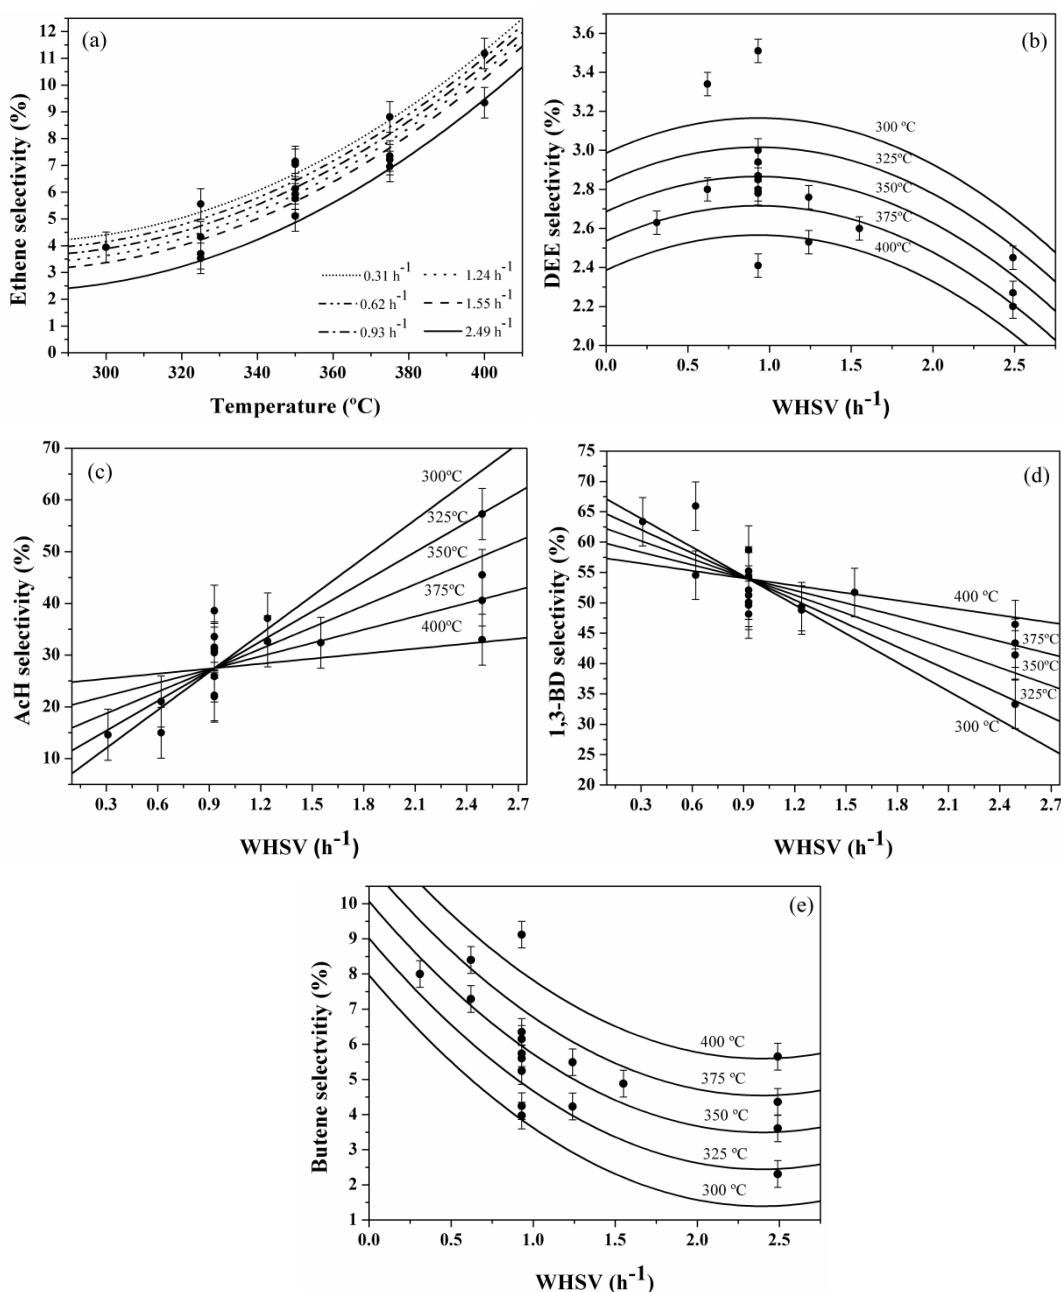 (a)
Ethene selectivity (%)
12
11
10
9
8
7
6
5
4
3
2
1
0
0.31 h-1
1.24 h-1
0.62 h-1
1.55 h-1
0.93 h-1
2.49 h-1
300 320 340 360 380 400
Temperature (ºC)
(b)
DEE selectivity (%)
3.6
3.4
3.2
3.0
2.8
2.6
2.4
2.2
2.0
300 ºC
325ºC
350ºC
375ºC
400ºC
0.0 0.5 1.0 1.5 2.0 2.5
WHSV (h-1)
(c)
AcH selectivity (%)
70
60
50
40
30
20
10
300ºC
325ºC
350ºC
375ºC
400ºC
0.3 0.6 0.9 1.2 1.5 1.8 2.1 2.4 2.7
WHSV (h-1)
(d)
1,3-BD selectivity (%)
75
70
65
60
55
50
45
40
35
30
25
20
400 ºC
375ºC
350ºC
325ºC
300 ºC
0.3 0.6 0.9 1.2 1.5 1.8 2.1 2.4 2.7
WHSV (h-1)
(e)
Butene selectvitiy (%)
10
9
8
7
6
5
4
3
2
1
400 ºC
375 ºC
350 ºC
325 ºC
300 ºC
0.0 0.5 1.0 1.5 2.0 2.5
WHSV (h-1)